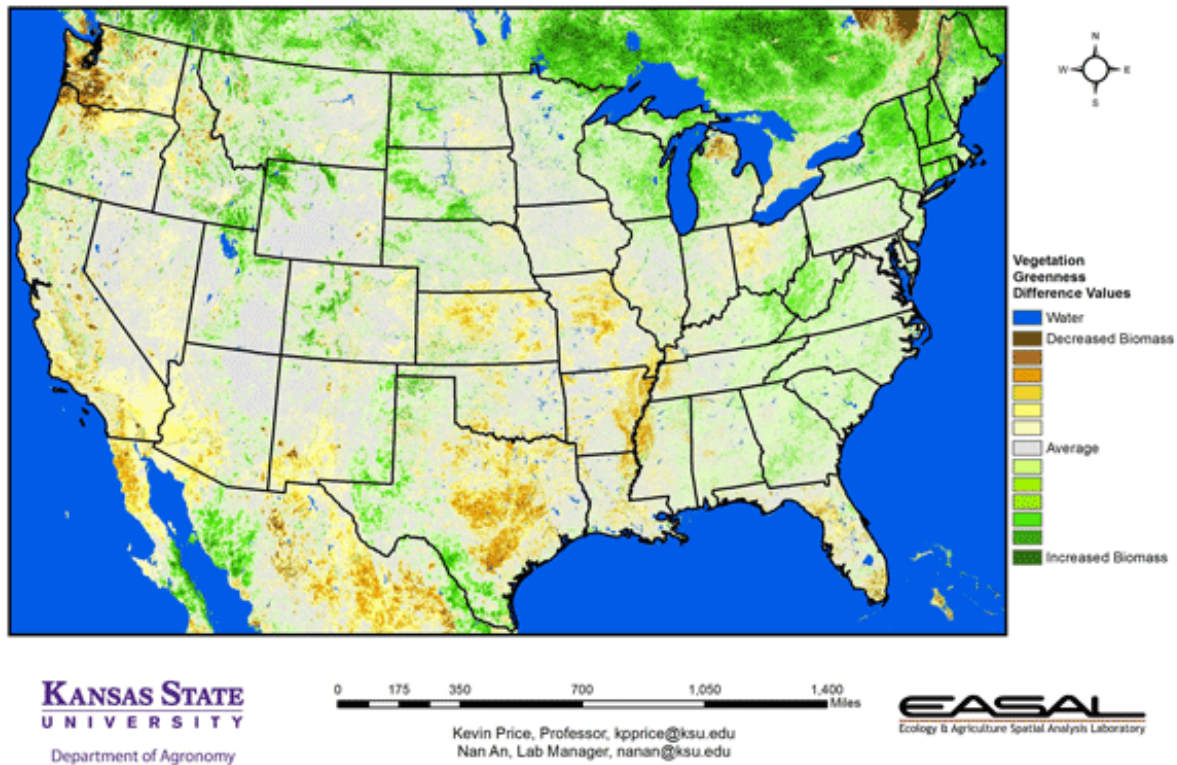 N
W E
S
Vegetation
Greenness
Difference Values
Water
Decreased Biomass
Average
Increased Biomass
KANSAS STATE
UNIVERSITY
Department of Agronomy
0 175 350 700 1,050 1,400
Miles
Kevin Price, Professor, kpprice@ksu.edu
Nan An, Lab Manager, nanan@ksu.edu
EASAL
Ecology & Agriculture Spatial Analysis Laboratory